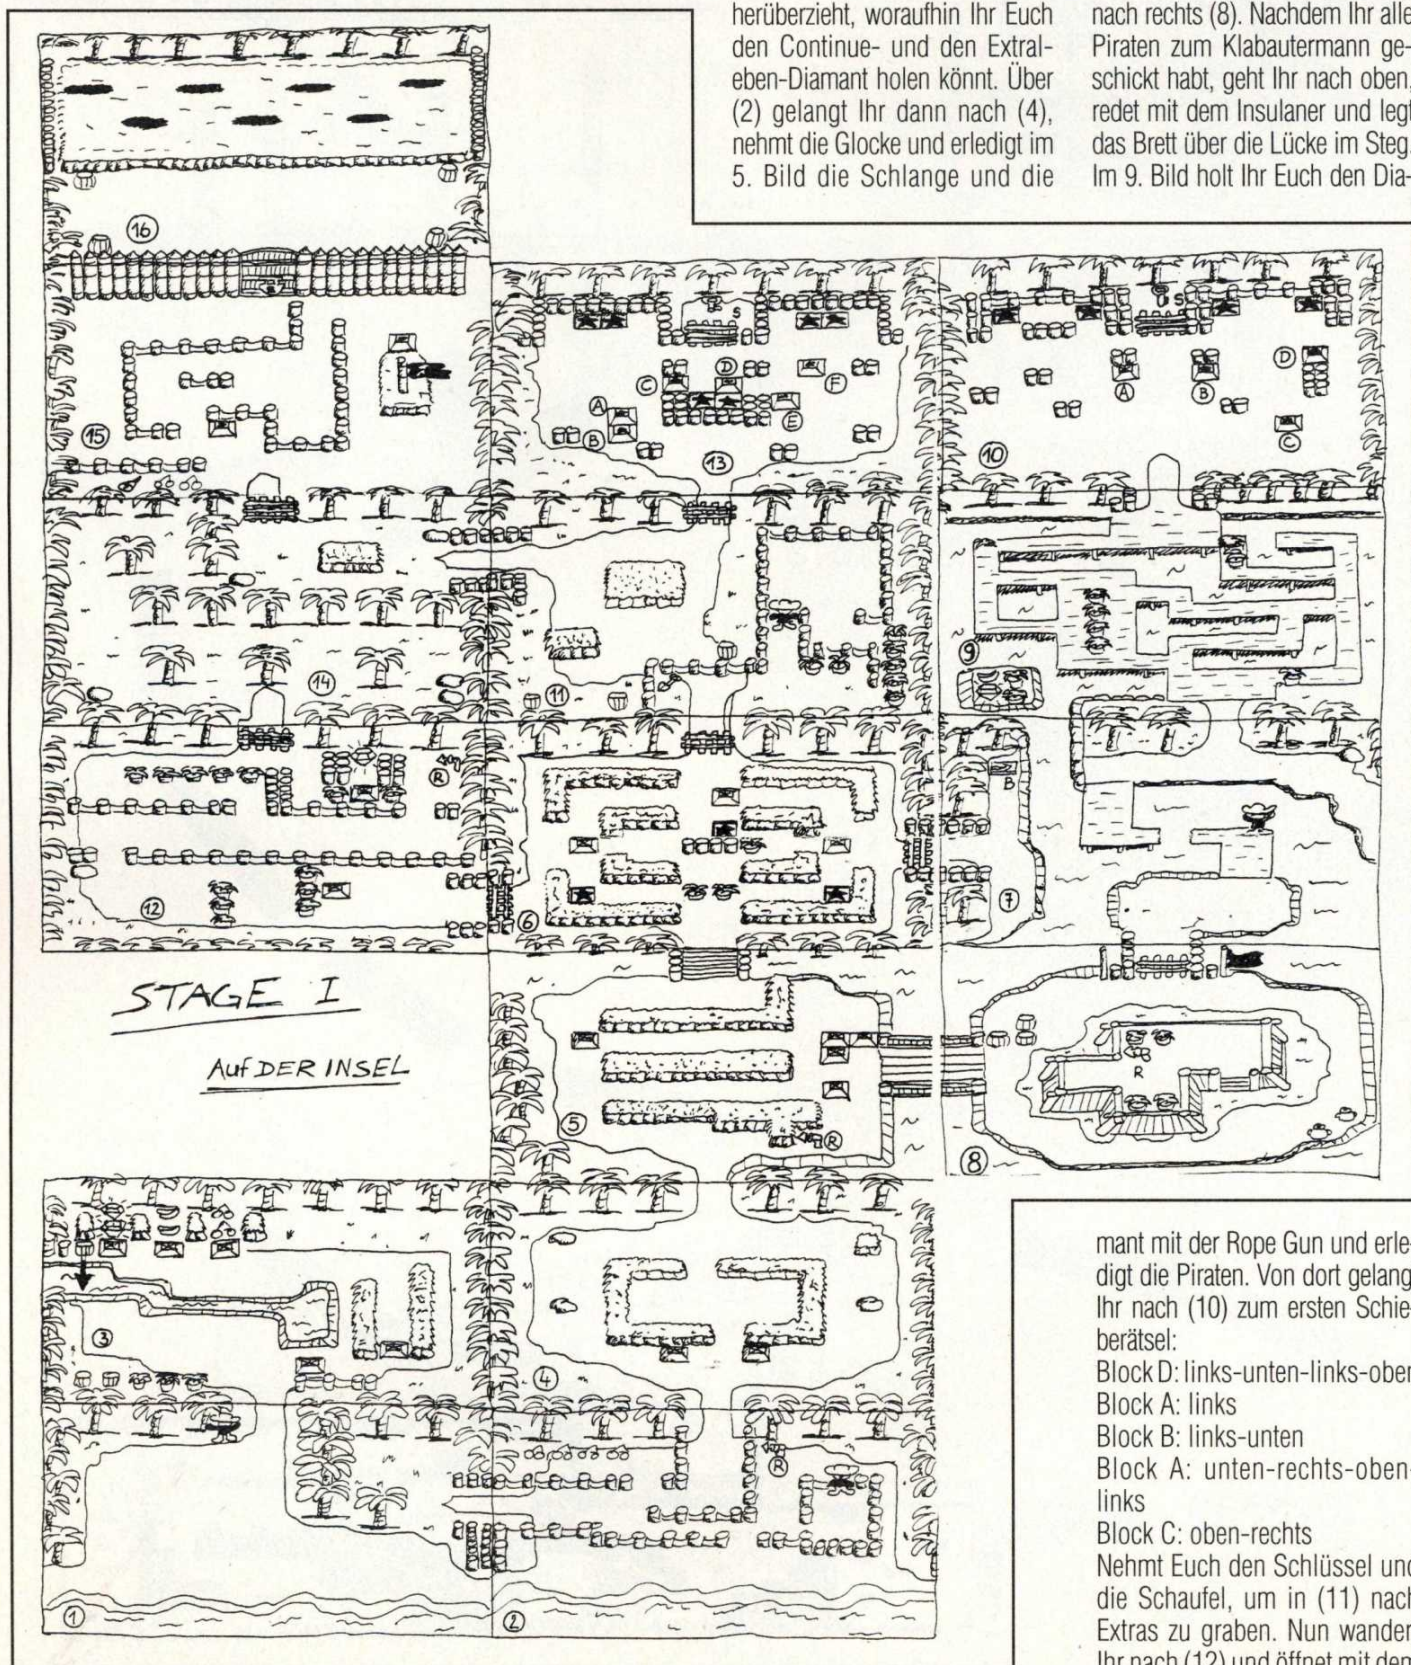 herüberzieht, woraufhin Ihr Euch
den Continue- und den Extral-
eben-Diamant holen könnt. Über
(2) gelangt Ihr dann nach (4),
nehmt die Glocke und erledigt im
5. Bild die Schlange und die
nach rechts (8). Nachdem Ihr alle
Piraten zum Klabautermann ge-
schickt habt, geht Ihr nach oben,
redet mit dem Insulaner und legt
das Brett über die Lücke im Steg.
Im 9. Bild holt Ihr Euch den Dia-
16
S
S
C
D
F
A
E
B
D
A
B
C
15
13
10
9
14
11
R
B
12
6
7
STAGE I
AUF DER INSEL
R
5
R
8
3
4
R
1
2
mant mit der Rope Gun und erle-
digt die Piraten. Von dort gelangt
Ihr nach (10) zum ersten Schie-
berätsel:
Block D: links-unten-links-oben
Block A: links
Block B: links-unten
Block A: unten-rechts-oben-
links
Block C: oben-rechts
Nehmt Euch den Schlüssel und
die Schaufel, um in (11) nach
Extras zu graben. Nun wandert
Ihr nach (12) und öffnet mit dem